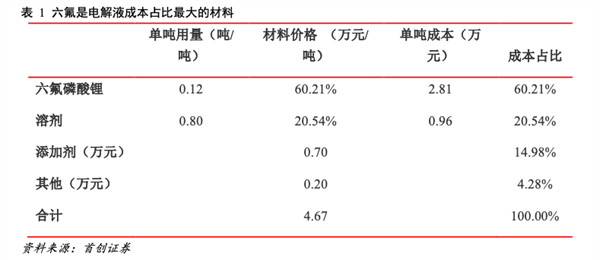 表 1 六氟是电解液成本占比最大的材料
单吨用量（吨/ 材料价格 （万元/ 单吨成本（万
吨） 吨） 元） 成本占比
六氟磷酸锂 0.12 60.21% 2.81 60.21%
溶剂 0.80 20.54% 0.96 20.54%
添加剂（万元） 0.70 14.98%
其他（万元） 0.20 4.28%
合计 4.67 100.00%
资料来源：首创证券